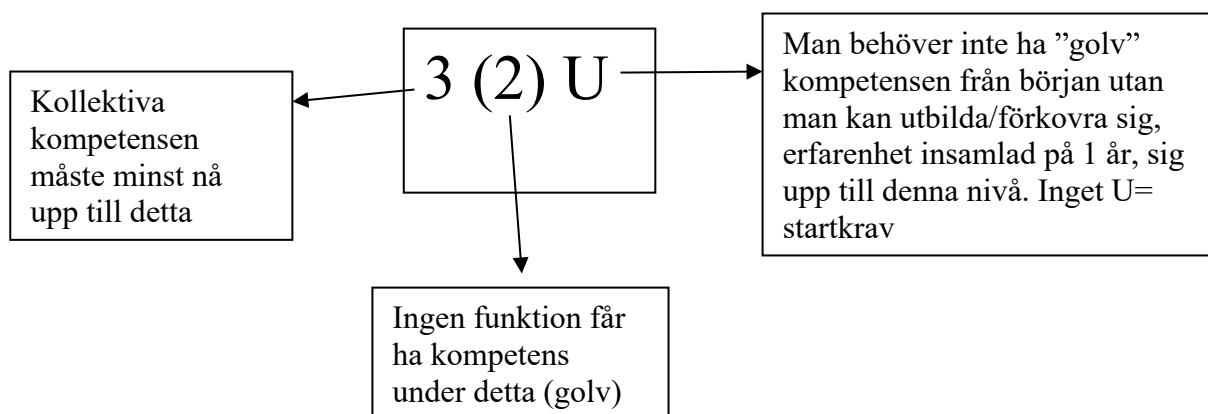 3 (2) U
Kollektiva
kompetensen
måste minst nå
upp till detta
Man behöver inte ha ”golv”
kompetensen från början utan
man kan utbilda/förkovra sig,
erfarenhet insamlad på 1 år, sig
upp till denna nivå. Inget U=
startkrav
Ingen funktion får
ha kompetens
under detta (golv)